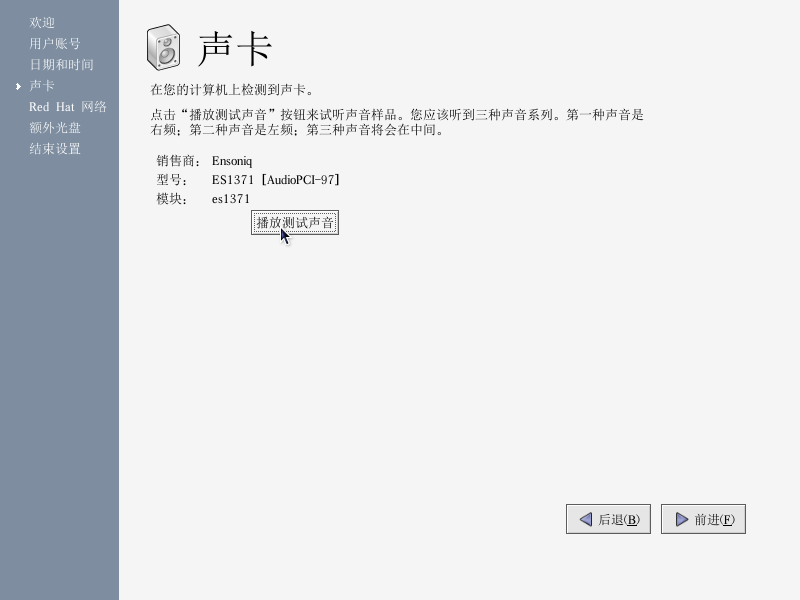 欢迎
用户账号
日期和时间
声卡
Red Hat 网络
额外光盘
结束设置
声卡
在您的计算机上检测到声卡。
点击“播放测试声音”按钮来试听声音样品。您应该听到三种声音系列。第一种声音是
右频；第二种声音是左频；第三种声音将会在中间。
销售商： Ensoniq
型号： ES1371 [AudioPCI-97]
模块： es1371
播放测试声音
后退(B)
前进(F)